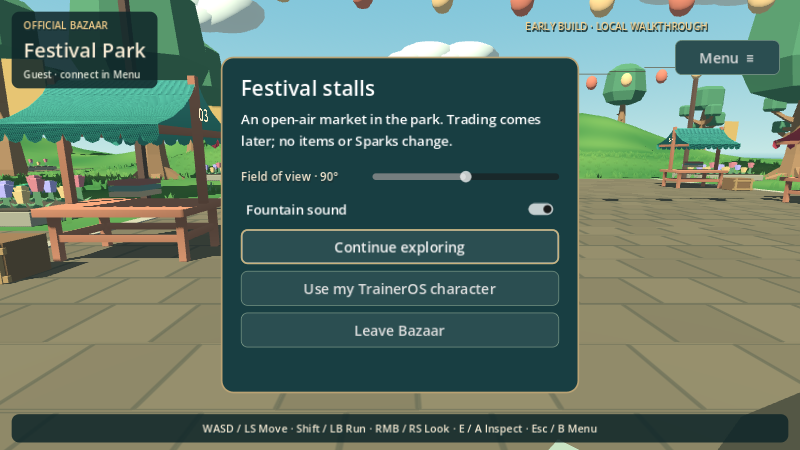 OFFICIAL BAZAAR
Festival Park
Guest · connect in Menu
EARLY BUILD · LOCAL WALKTHROUGH
Menu ≡
03
Festival stalls
An open-air market in the park. Trading comes
later; no items or Sparks change.
Field of view · 90°
Fountain sound
Continue exploring
Use my TrainerOS character
Leave Bazaar
WASD / LS Move · Shift / LB Run · RMB / RS Look · E / A Inspect · Esc / B Menu